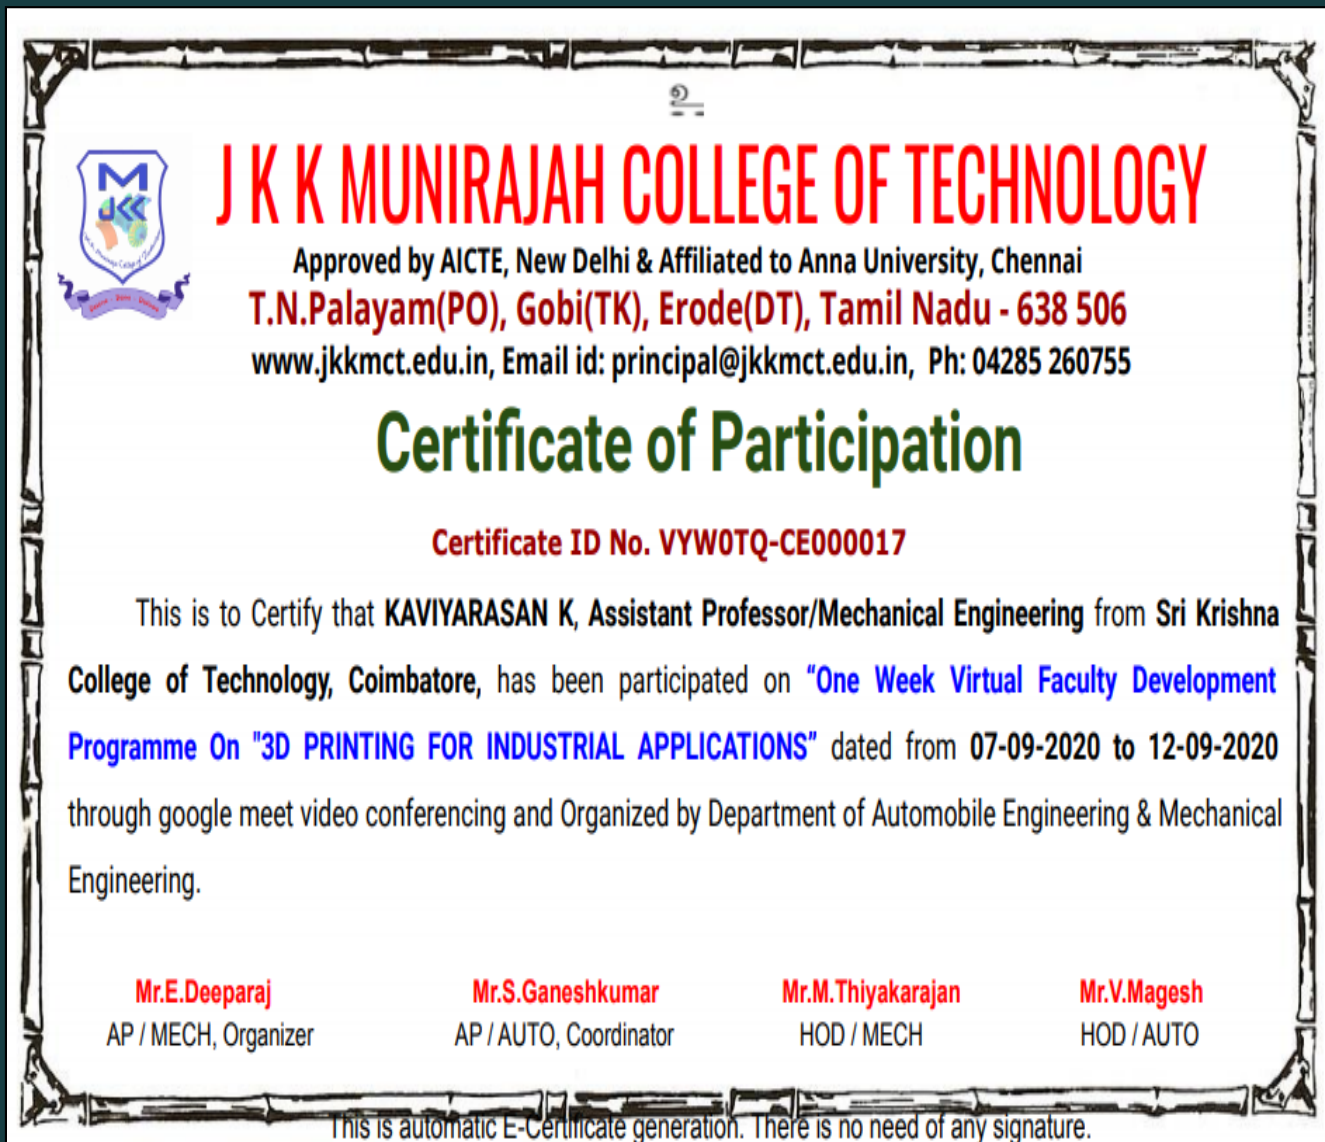 உ
J K K MUNIRAJAH COLLEGE OF TECHNOLOGY
M
JKK
Approved by AICTE, New Delhi & Affiliated to Anna University, Chennai
T.N.Palayam(PO), Gobi(TK), Erode(DT), Tamil Nadu - 638 506
www.jkkmct.edu.in, Email id: principal@jkkmct.edu.in, Ph: 04285 260755
Certificate of Participation
Certificate ID No. VYW0TQ-CE000017
This is to Certify that KAVIYARASAN K, Assistant Professor/Mechanical Engineering from Sri Krishna
College of Technology, Coimbatore, has been participated on “One Week Virtual Faculty Development
Programme On "3D PRINTING FOR INDUSTRIAL APPLICATIONS” dated from 07-09-2020 to 12-09-2020
through google meet video conferencing and Organized by Department of Automobile Engineering & Mechanical
Engineering.
Mr.E.Deeparaj Mr.S.Ganeshkumar Mr.M.Thiyakarajan Mr.V.Magesh
AP / MECH, Organizer AP / AUTO, Coordinator HOD / MECH HOD / AUTO
This is automatic E-Certificate generation. There is no need of any signature.